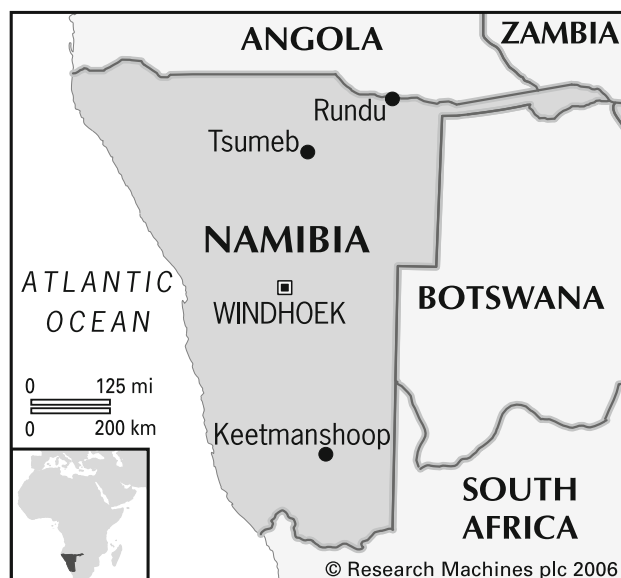 ANGOLA
ZAMBIA
Rundu
Tsumeb
NAMIBIA
ATLANTIC
OCEAN
WINDHOEK
BOTSWANA
0 125 mi
0 200 km
Keetmanshoop
SOUTH
AFRICA
© Research Machines plc 2006